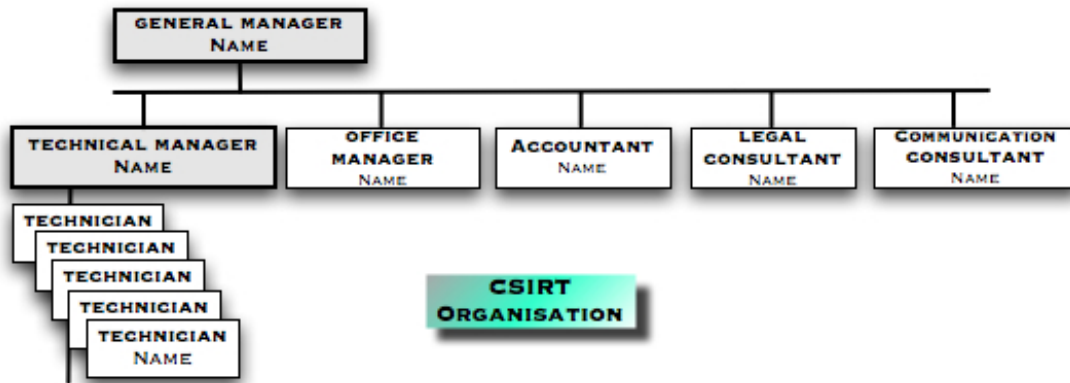 GENERAL MANAGER
NAME
TECHNICAL MANAGER
NAME
OFFICE
MANAGER
NAME
ACCOUNTANT
NAME
LEGAL
CONSULTANT
NAME
COMMUNICATION
CONSULTANT
NAME
TECHNICIAN
TECHNICIAN
TECHNICIAN
TECHNICIAN
TECHNICIAN
NAME
CSIRT
ORGANISATION